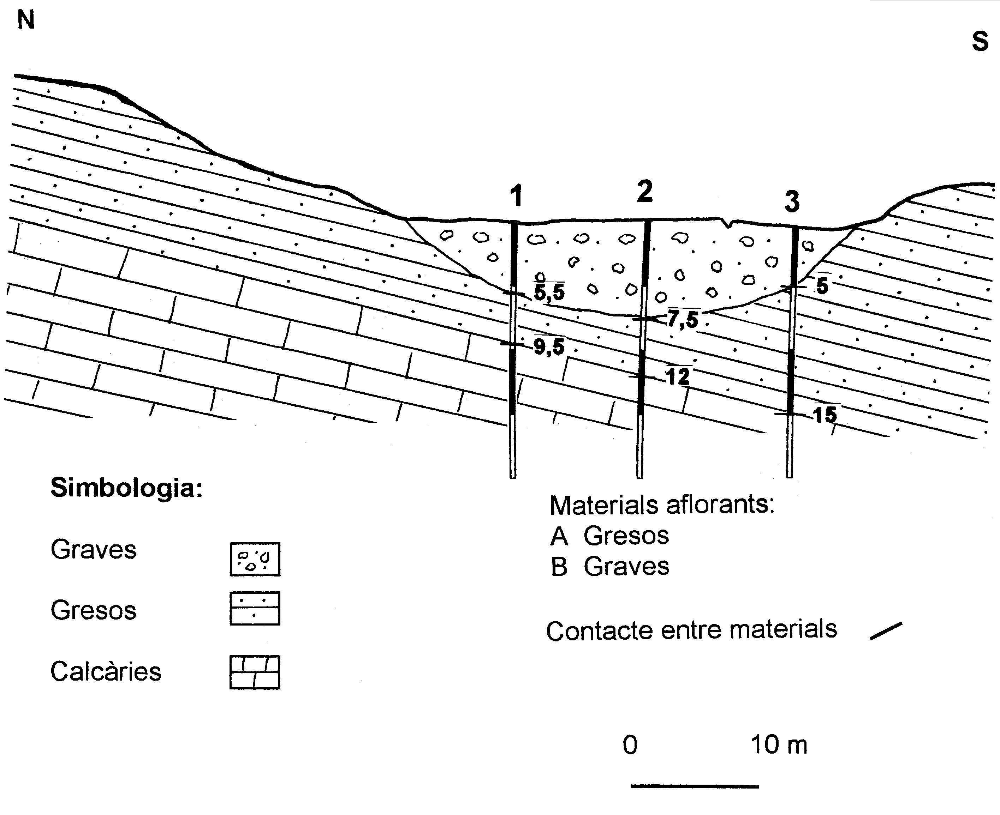 N
S
1
2
3
5,5
5
7,5
9,5
12
15
Simbologia:
Graves
Gresos
Calcàries
Materials aflorants:
A Gresos
B Graves
Contacte entre materials
0 10 m